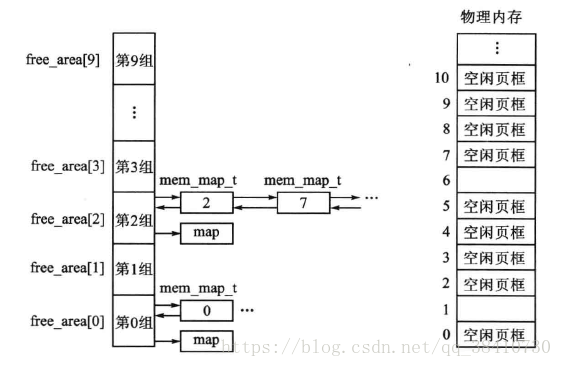 物理内存
free_area[9] 第9组 ⋮
⋮ 10 空闲页框
9 空闲页框
8 空闲页框
free_area[3] 第3组 7 空闲页框
mem_map_t mem_map_t 6
2 7 ··· 5 空闲页框
free_area[2] 第2组 map 4 空闲页框
free_area[1] 第1组 3 空闲页框
mem_map_t 2 空闲页框
free_area[0] 第0组 0 ··· 1
map 0 空闲页框
https://blog.csdn.net/qq_38410730